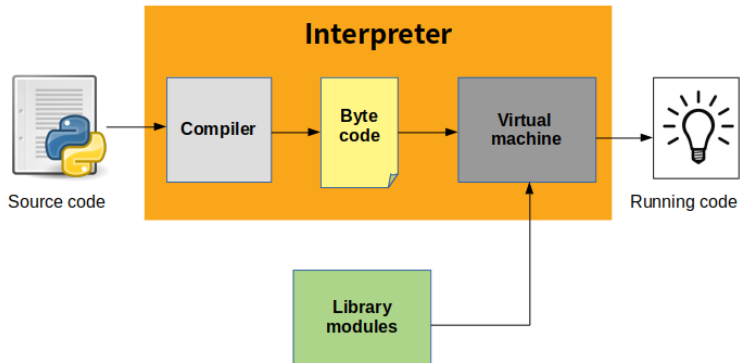 Interpreter
Source code
Compiler
Byte
code
Virtual
machine
Running code
Library
modules